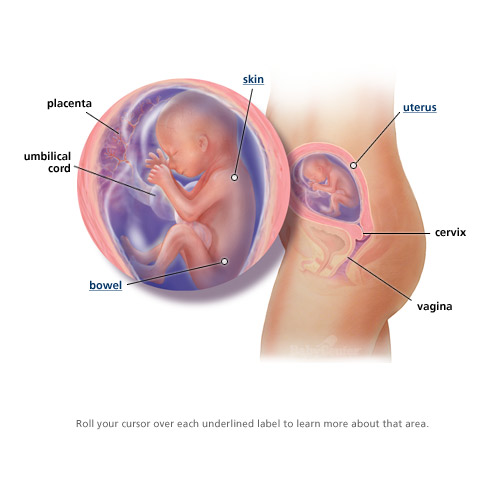 skin
placenta
uterus
umbilical
cord
cervix
bowel
vagina
Roll your cursor over each underlined label to learn more about that area.